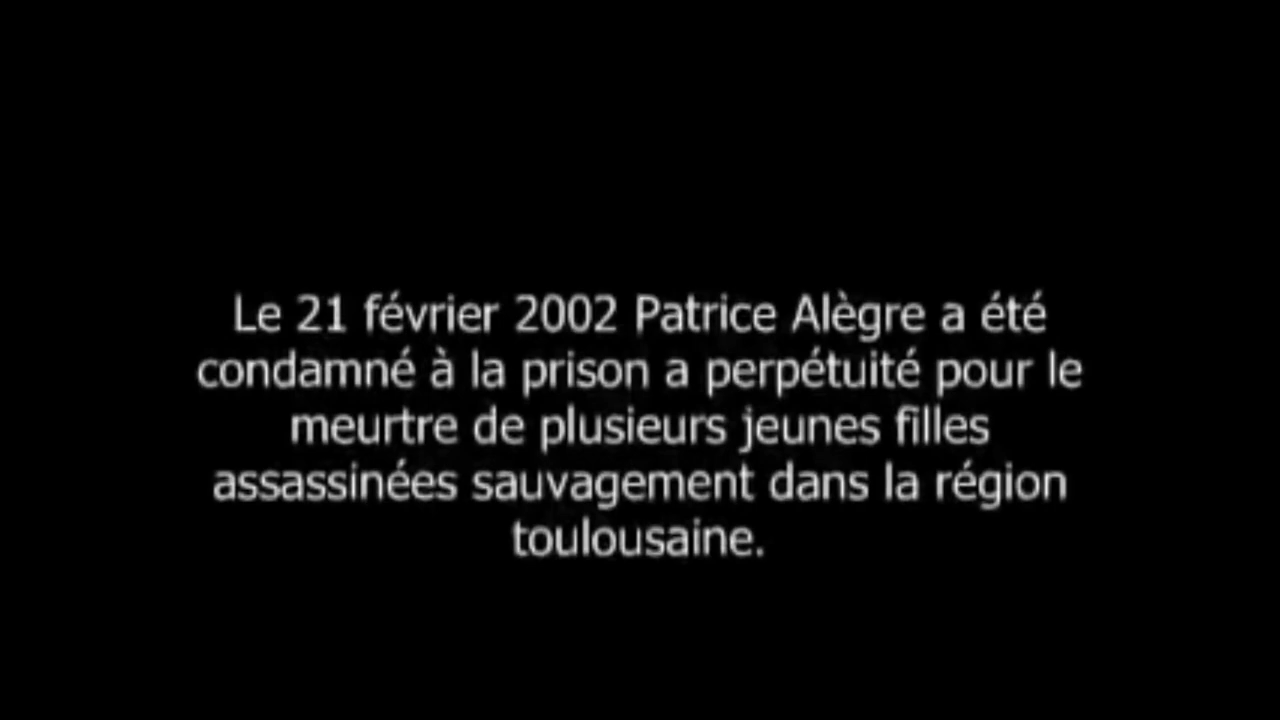 Le 21 février 2002 Patrice Alègre a été
condamné à la prison a perpétuité pour le
meurtre de plusieurs jeunes filles
assassinées sauvagement dans la région
toulousaine.